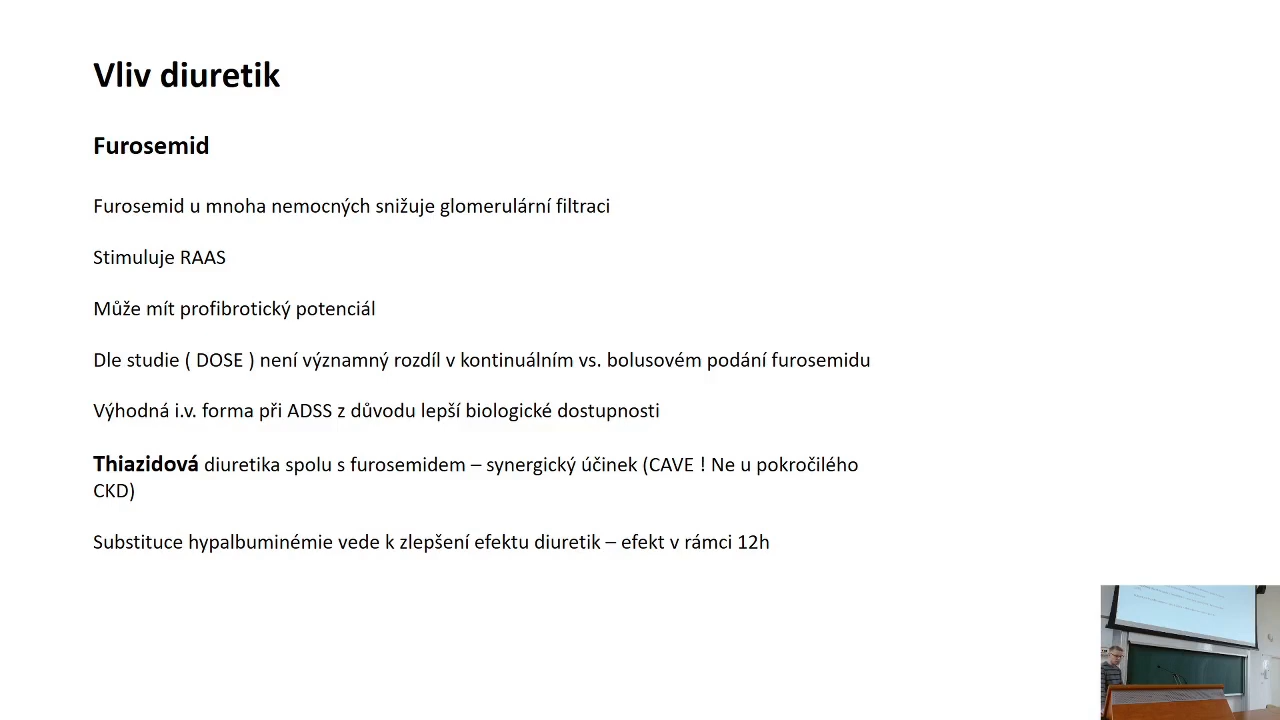 Vliv diuretik
Furosemid
Furosemid u mnoha nemocných snižuje glomerulární filtraci
Stimuluje RAAS
Může mít profibrotický potenciál
Dle studie ( DOSE ) není významný rozdíl v kontinuálním vs. bolusovém podání furosemidu
Výhodná i.v. forma při ADSS z důvodu lepší biologické dostupnosti
Thiazidová diuretika spolu s furosemidem – synergický účinek (CAVE ! Ne u pokročilého
CKD)
Substituce hypalbuminémie vede k zlepšení efektu diuretik – efekt v rámci 12h